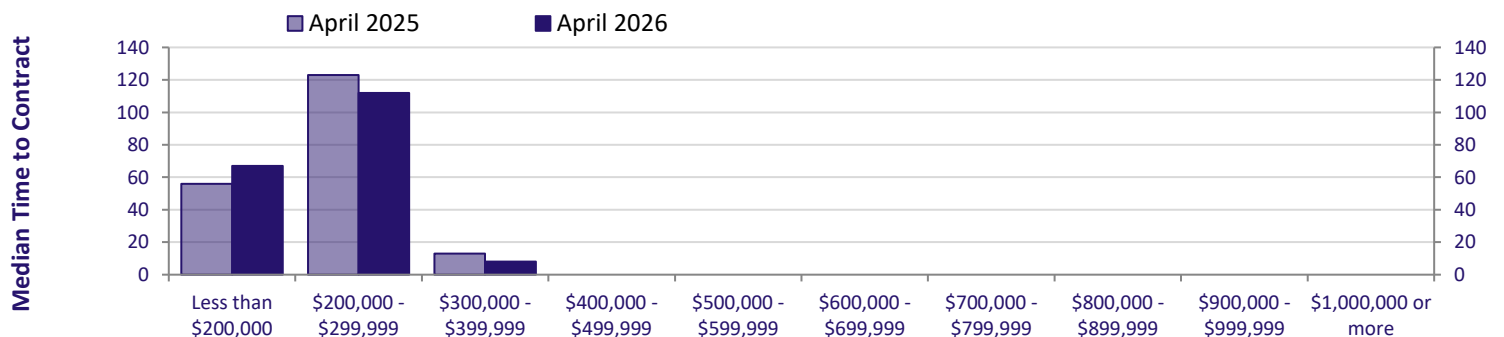 April 2025 April 2026
Median Time to Contract
140 140
120 120
100 100
80 80
60 60
40 40
20 20
0 0
Less than $200,000 - $300,000 - $400,000 - $500,000 - $600,000 - $700,000 - $800,000 - $900,000 - $1,000,000 or
$200,000 $299,999 $399,999 $499,999 $599,999 $699,999 $799,999 $899,999 $999,999 more